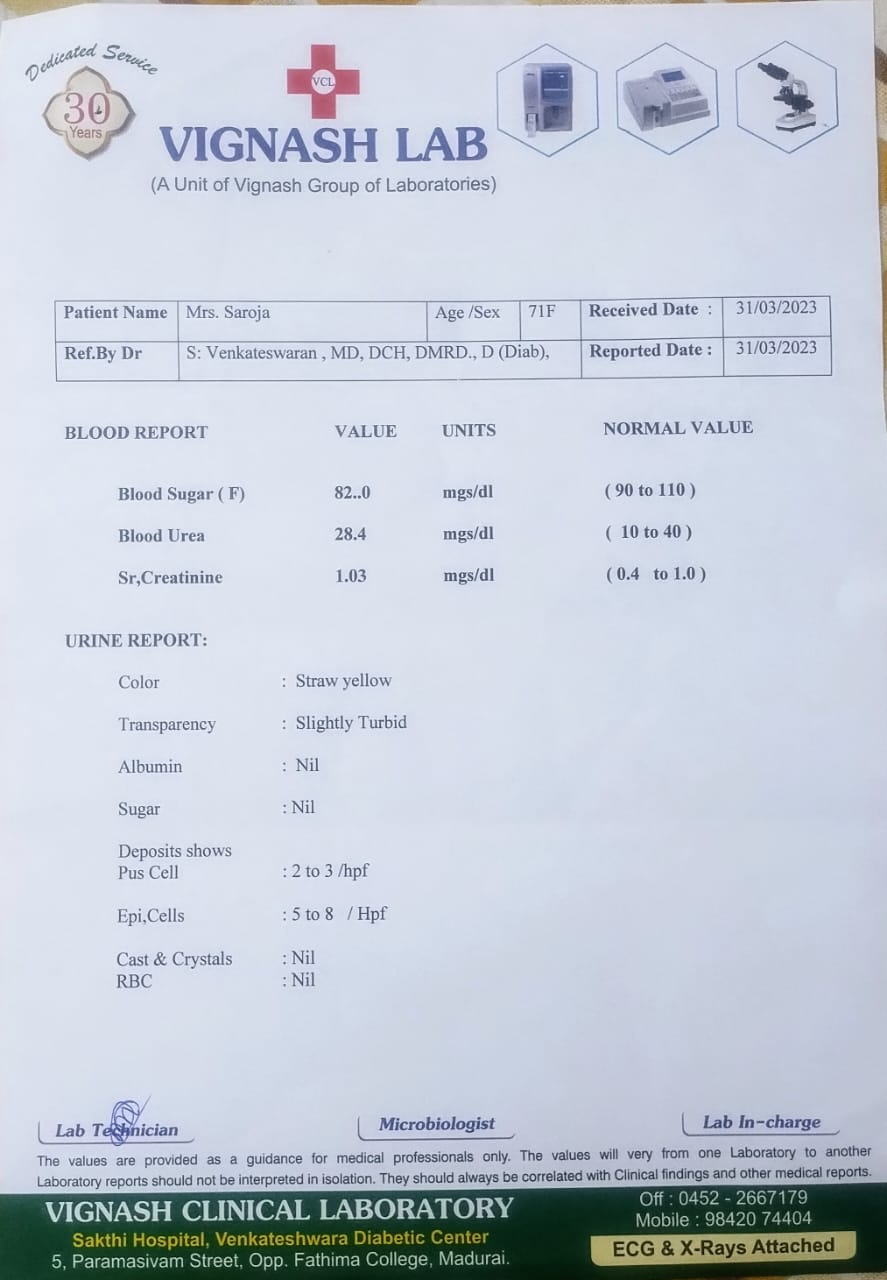 Dedicated Service
30
Years
VCL
VIGNASH LAB
(A Unit of Vignash Group of Laboratories)
Patient Name Mrs. Saroja Age /Sex 71F Received Date : 31/03/2023
Ref.By Dr S: Venkateswaran , MD, DCH, DMRD., D (Diab), Reported Date : 31/03/2023
BLOOD REPORT VALUE UNITS NORMAL VALUE
Blood Sugar ( F) 82..0 mgs/dl ( 90 to 110 )
Blood Urea 28.4 mgs/dl ( 10 to 40 )
Sr,Creatinine 1.03 mgs/dl ( 0.4 to 1.0 )
URINE REPORT:
Color : Straw yellow
Transparency : Slightly Turbid
Albumin : Nil
Sugar : Nil
Deposits shows
Pus Cell : 2 to 3 /hpf
Epi,Cells : 5 to 8 / Hpf
Cast & Crystals : Nil
RBC : Nil
Lab Technician Microbiologist Lab In-charge
The values are provided as a guidance for medical professionals only. The values will very from one Laboratory to another
Laboratory reports should not be interpreted in isolation. They should always be correlated with Clinical findings and other medical reports.
VIGNASH CLINICAL LABORATORY
Sakthi Hospital, Venkateshwara Diabetic Center
5, Paramasivam Street, Opp. Fathima College, Madurai.
Off : 0452 - 2667179
Mobile : 98420 74404
ECG & X-Rays Attached